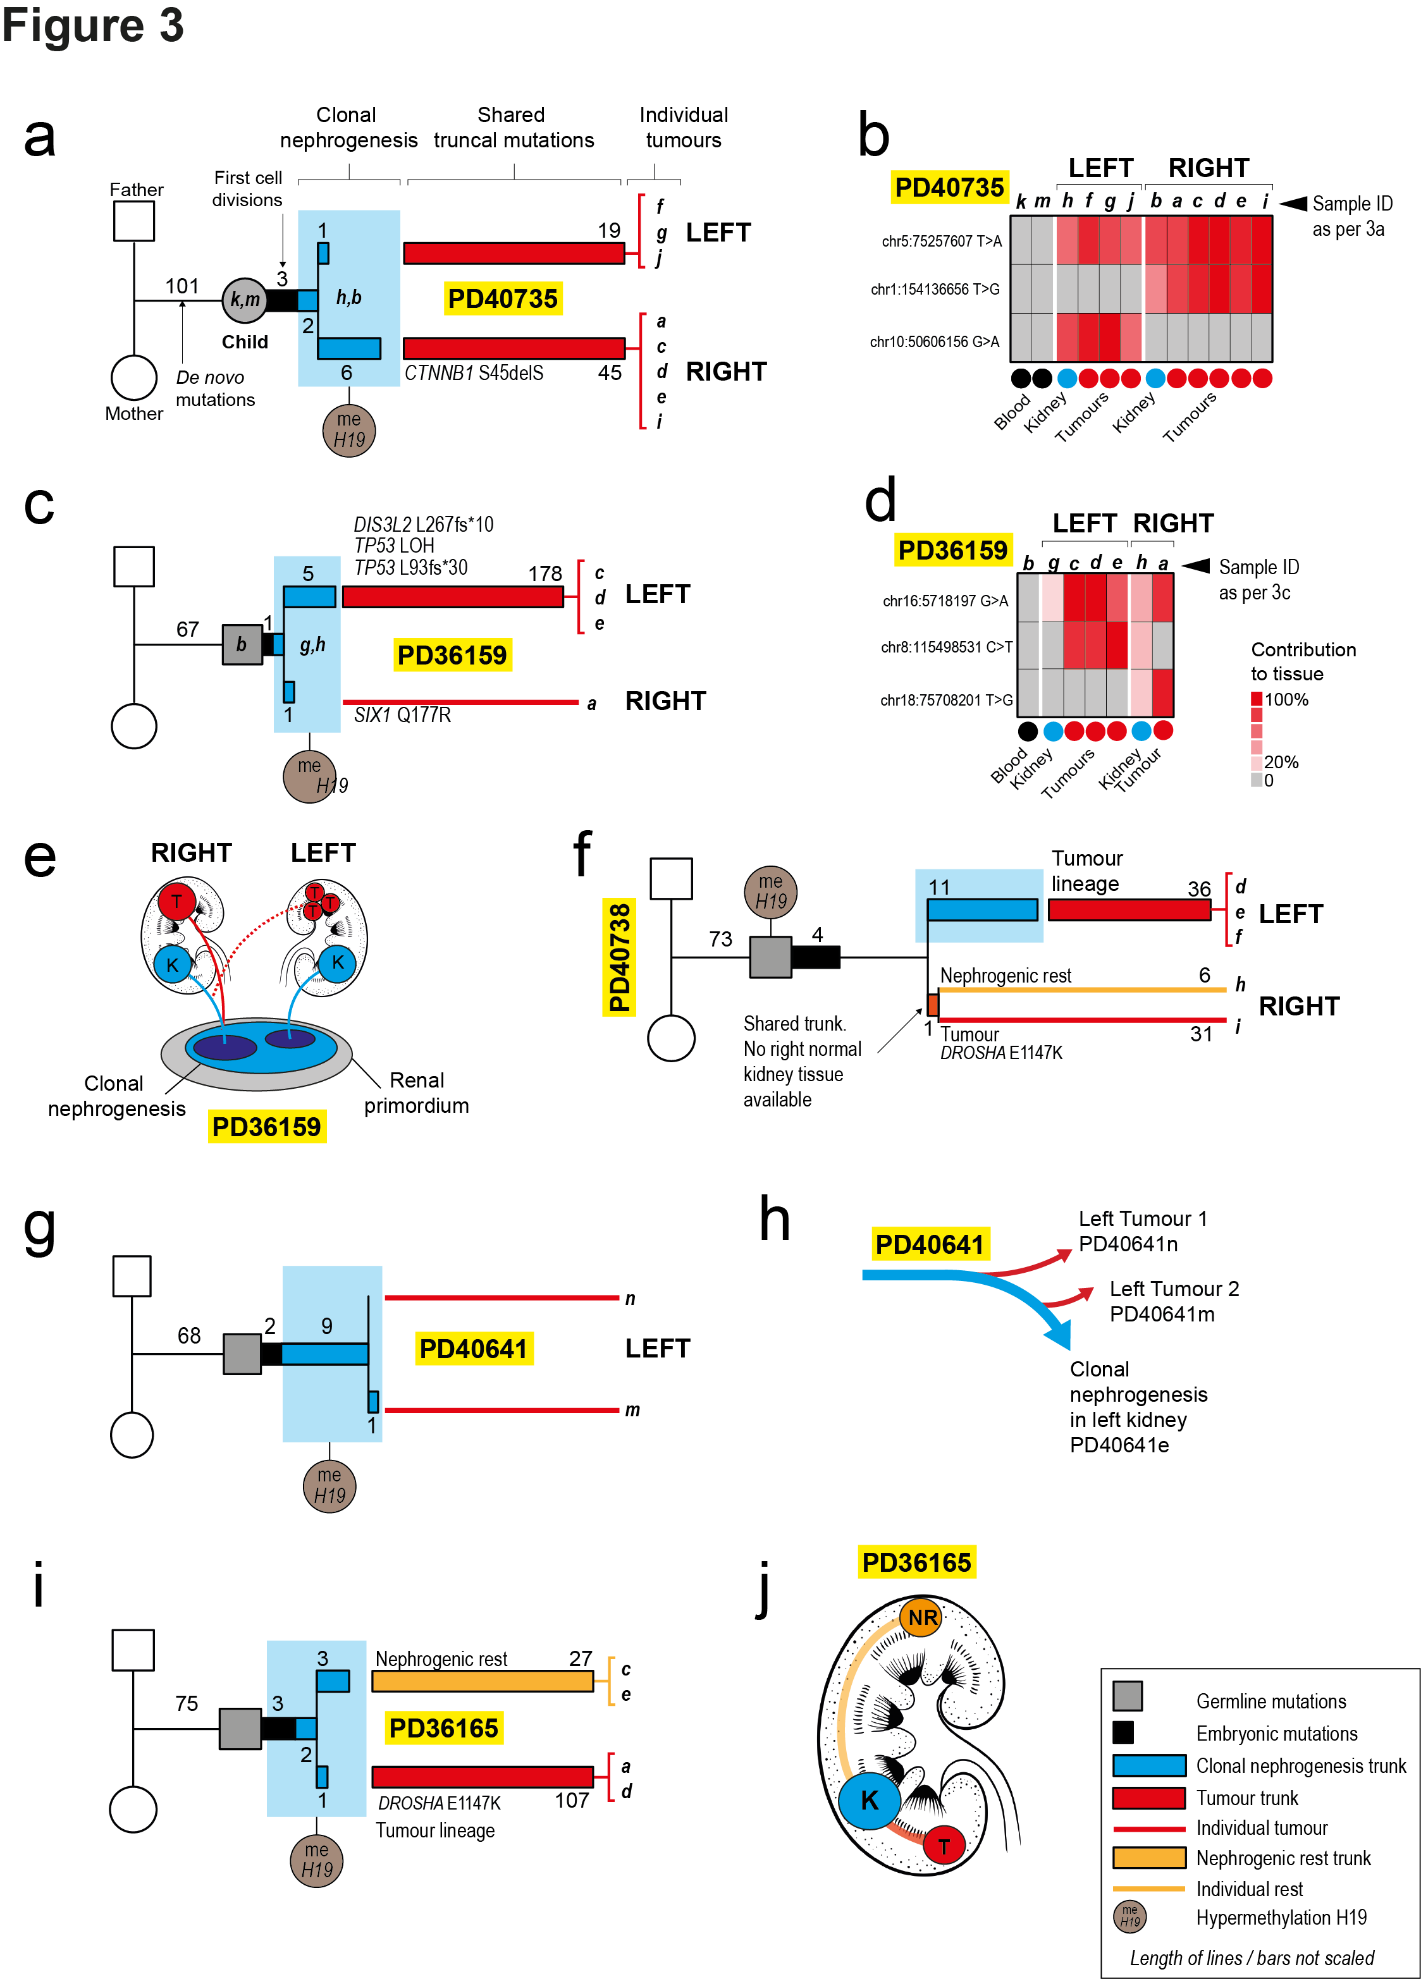 Figure 3
a
Clonal
nephrogenesis
Shared
truncal mutations
Individual
tumours
Father
First cell
divisions
101
3
1
2
h,b
6
k,m
Child
De novo
mutations
Mother
me
H19
19
PD40735
CTNNB1 S45delS
45
f
g
j
LEFT
a
c
d
e
i
RIGHT
b
PD40735
LEFT
RIGHT
k m h f g j b a c d e i
Sample ID
as per 3a
chr5:75257607 T>A
chr1:154136656 T>G
chr10:50606156 G>A
Blood
Kidney
Tumours
Kidney
Tumours
c
DIS3L2 L267fs*10
TP53 LOH
TP53 L93fs*30
67
b
1
5
g,h
1
178
c
d
e
LEFT
PD36159
SIX1 Q177R
a
RIGHT
me
H19
d
PD36159
LEFT
RIGHT
b g c d e h a
Sample ID
as per 3c
chr16:5718197 G>A
chr8:115498531 C>T
chr18:75708201 T>G
Blood
Kidney
Tumours
Kidney
Tumour
Contribution
to tissue
100%
20%
0
e
RIGHT
LEFT
T
K
T
T
T
K
Clonal
nephrogenesis
Renal
primordium
PD36159
f
PD40738
me
H19
73
4
11
Tumour
lineage
36
d
e
f
LEFT
Nephrogenic rest
6
h
RIGHT
1
Tumour
31
i
DROSHA E1147K
Shared trunk.
No right normal
kidney tissue
available
g
68
2
9
1
n
PD40641
LEFT
m
me
H19
h
PD40641
Left Tumour 1
PD40641n
Left Tumour 2
PD40641m
Clonal
nephrogenesis
in left kidney
PD40641e
i
75
3
3
2
1
Nephrogenic rest
27
c
e
PD36165
a
d
DROSHA E1147K
107
Tumour lineage
me
H19
j
PD36165
NR
K
T
Germline mutations
Embryonic mutations
Clonal nephrogenesis trunk
Tumour trunk
Individual tumour
Nephrogenic rest trunk
Individual rest
me
H19
Hypermethylation H19
Length of lines / bars not scaled